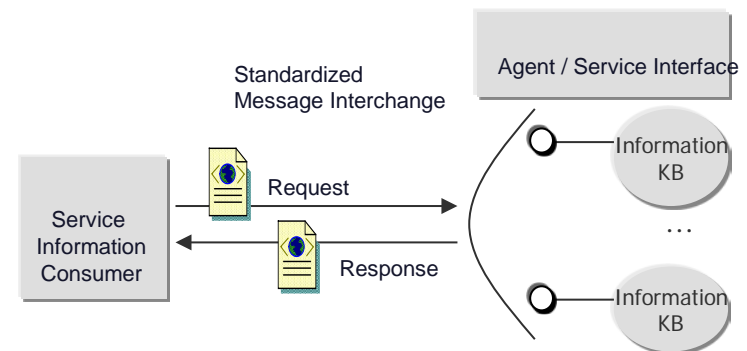 Agent / Service Interface
Standardized
Message Interchange
Information
KB
Request
Service
Information
Consumer
...
Response
Information
KB